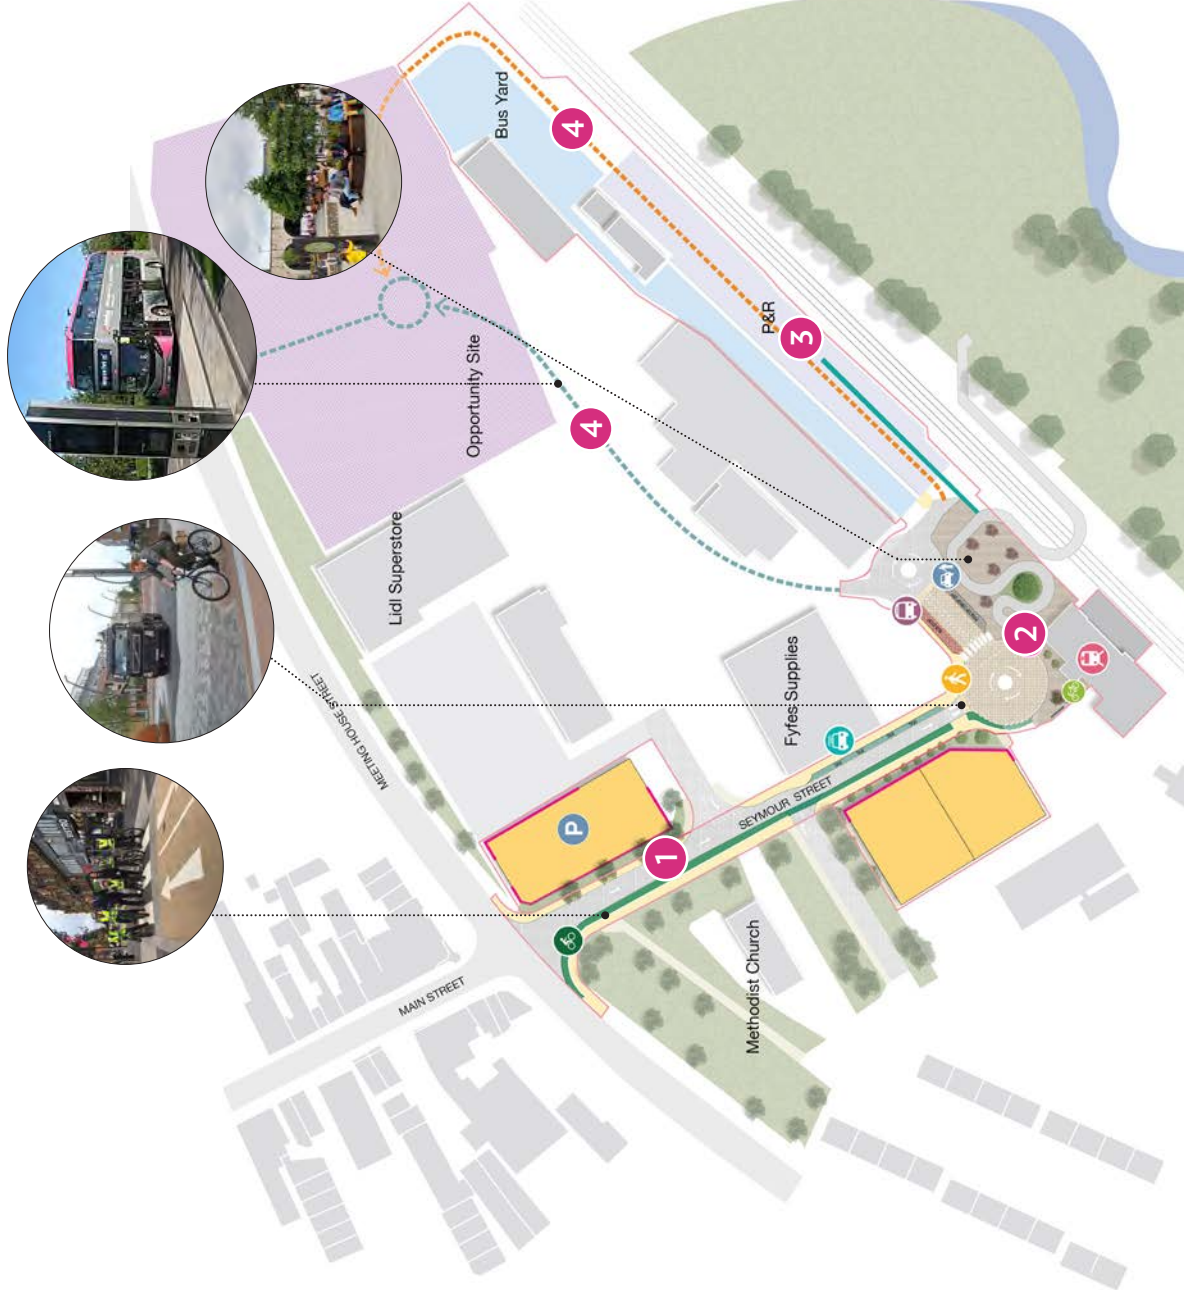 Bus Yard
4
P&R
3
Opportunity Site
4
Lidl Superstore
MEETING HOUSE STREET
Fyfes Supplies
2
SEYMOUR STREET
P
1
MAIN STREET
Methodist Church